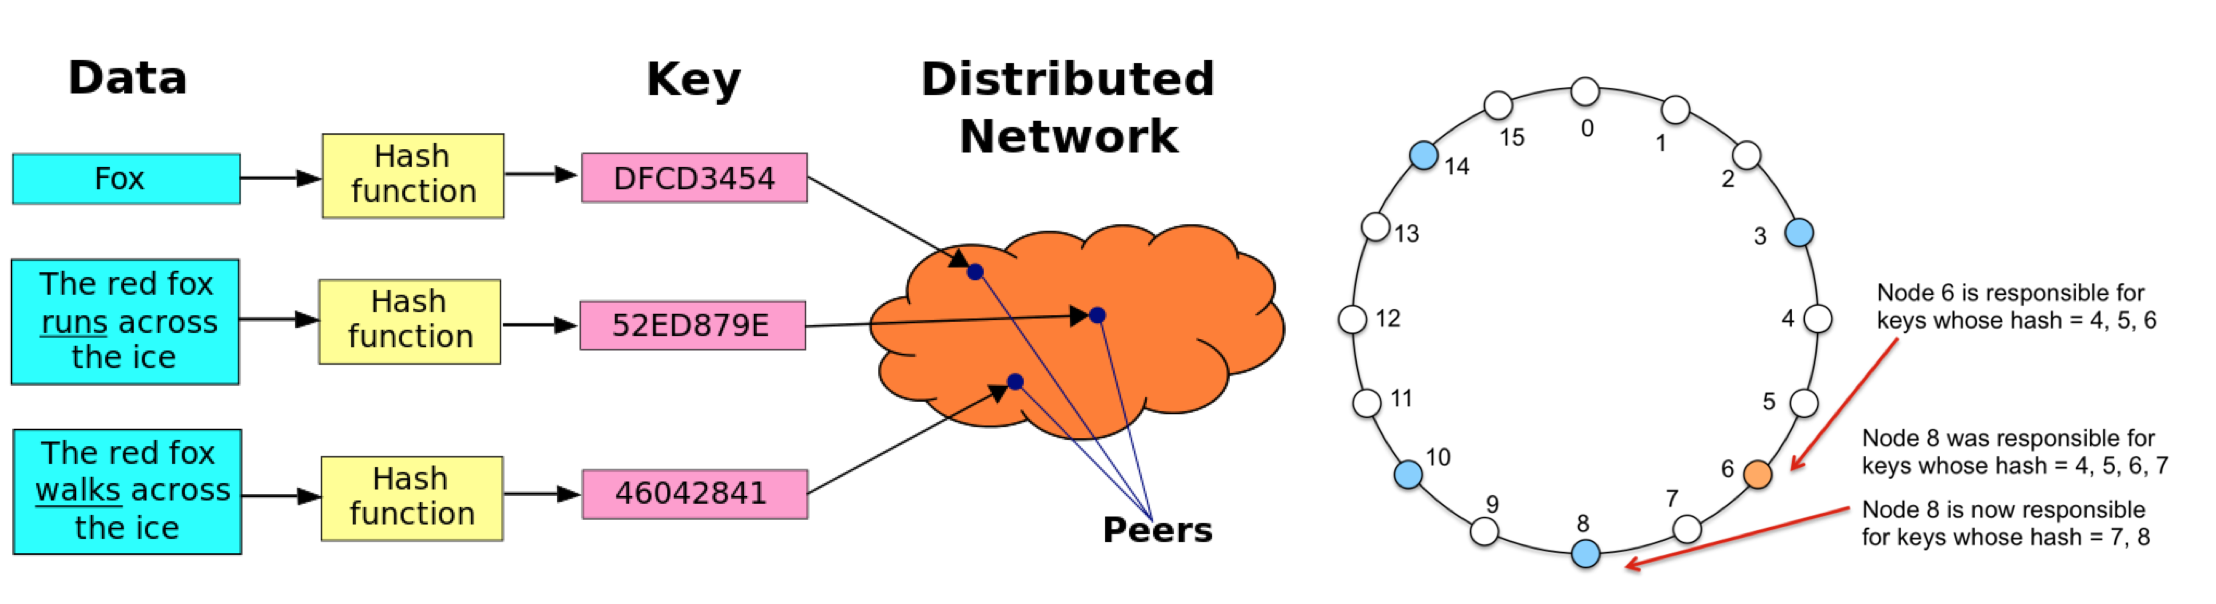 Data
Key
Distributed
Network
Fox
Hash
function
DFCD3454
The red fox
runs across
the ice
Hash
function
52ED879E
The red fox
walks across
the ice
Hash
function
46042841
Peers
0
1
2
3
4
5
6
7
8
9
10
11
12
13
14
15
Node 6 is responsible for
keys whose hash = 4, 5, 6
Node 8 was responsible for
keys whose hash = 4, 5, 6, 7
Node 8 is now responsible
for keys whose hash = 7, 8